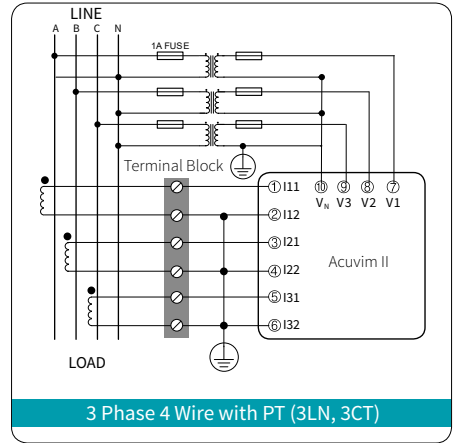 LINE
A B C N
1A FUSE
Terminal Block
⑩ ⑨ ⑧ ⑦
VN V3 V2 V1
① I11
② I12
③ I21
④ I22
⑤ I31
⑥ I32
Acuvim II
LOAD
3 Phase 4 Wire with PT (3LN, 3CT)